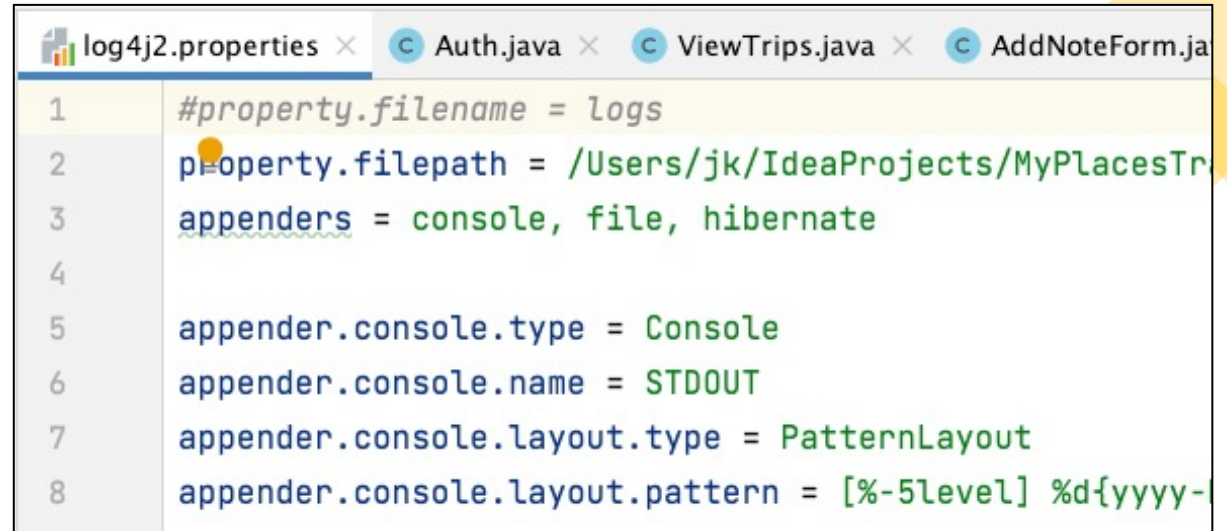 log4j2.properties Auth.java ViewTrips.java AddNoteForm.ja
1 #property.filename = logs
2 property.filepath = /Users/jk/IdeaProjects/MyPlacesTr
3 appenders = console, file, hibernate
4
5 appender.console.type = Console
6 appender.console.name = STDOUT
7 appender.console.layout.type = PatternLayout
8 appender.console.layout.pattern = [%-5level] %d{yyyy-